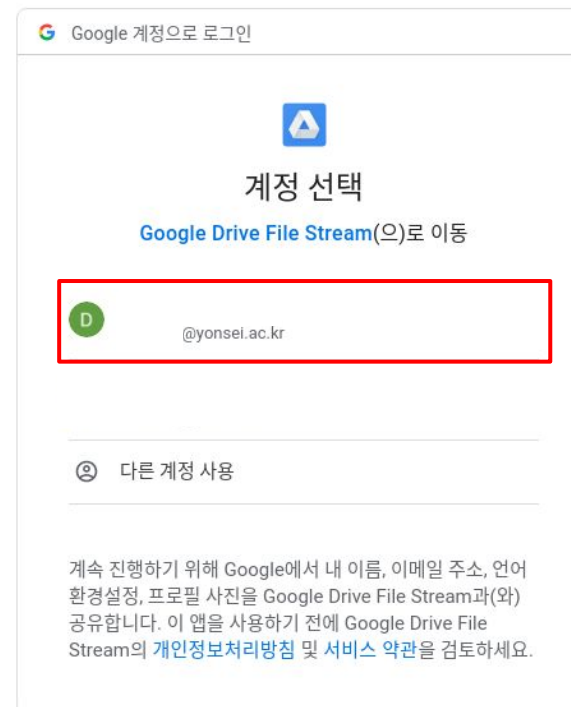 Google 계정으로 로그인
계정 선택
Google Drive File Stream(으)로 이동
D
@yonsei.ac.kr
다른 계정 사용
계속 진행하기 위해 Google에서 내 이름, 이메일 주소, 언어
환경설정, 프로필 사진을 Google Drive File Stream과(와)
공유합니다. 이 앱을 사용하기 전에 Google Drive File
Stream의 개인정보처리방침 및 서비스 약관을 검토하세요.